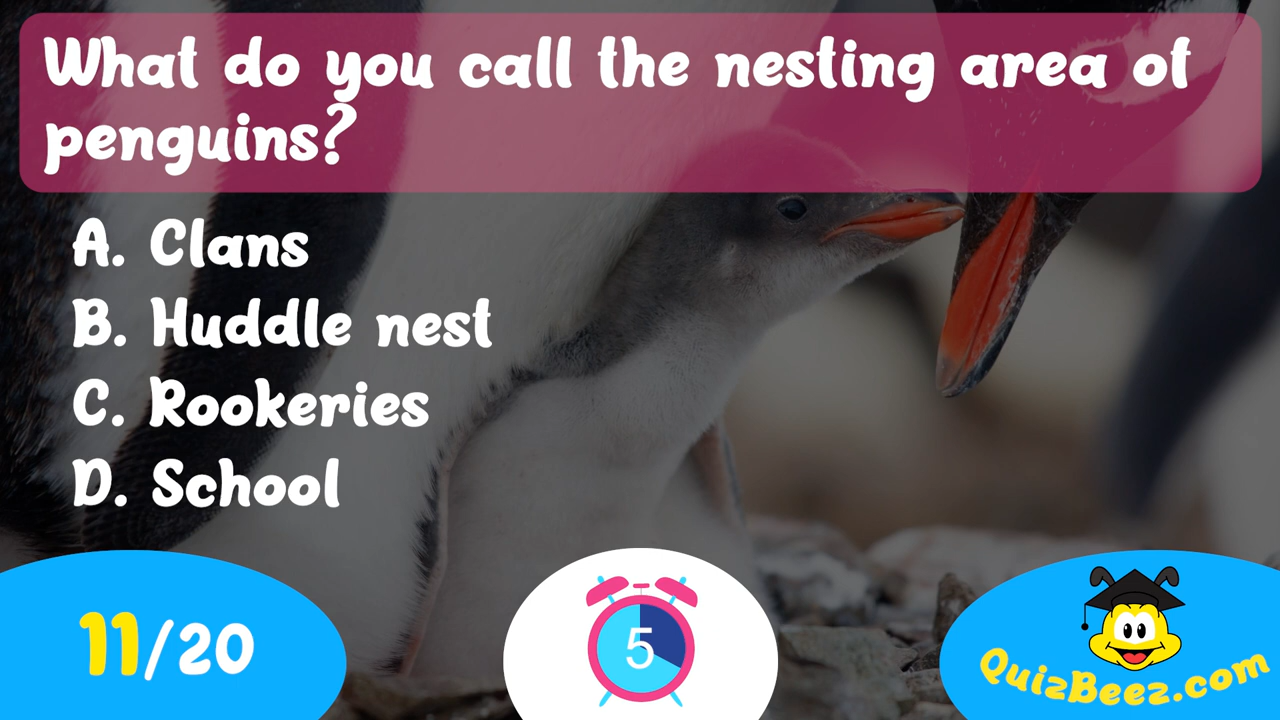 What do you call the nesting area of
penguins?
A. Clans
B. Huddle nest
C. Rookeries
D. School
11/20
5
QuizBeez.com